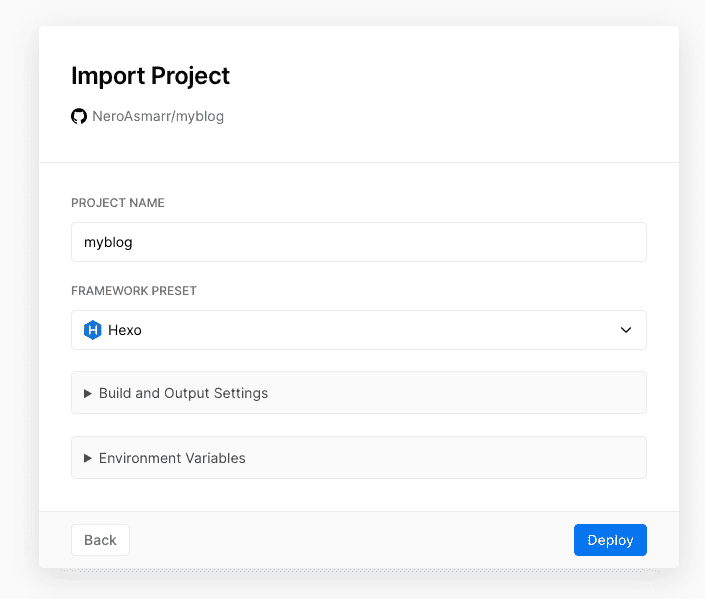 Import Project
NeroAsmarr/myblog
PROJECT NAME
myblog
FRAMEWORK PRESET
H Hexo
Build and Output Settings
Environment Variables
Back Deploy